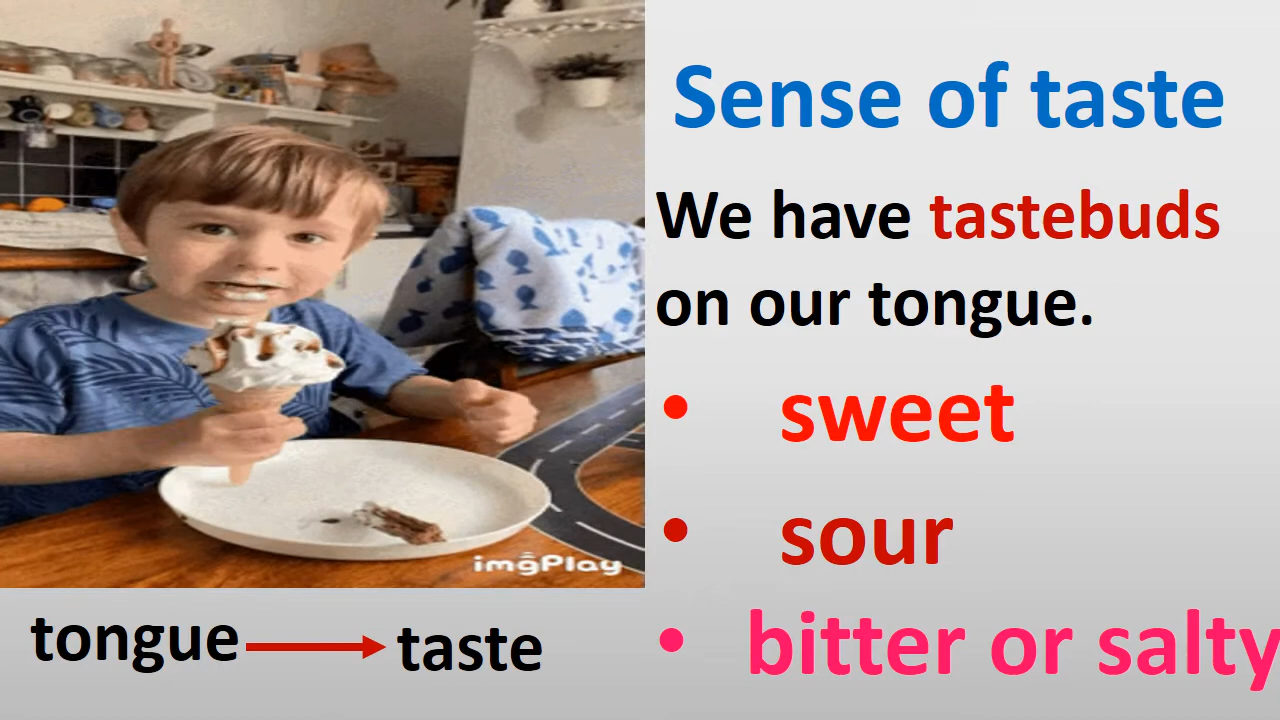 Sense of taste
We have tastebuds
on our tongue.
• sweet
• sour
• bitter or salty
imgPlay
tongue → taste